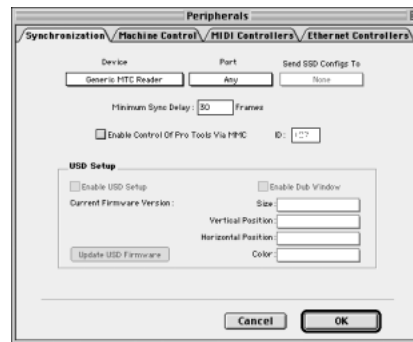 Peripherals
Synchronization Machine Control MIDI Controllers Ethernet Controllers
Device Port Send SSD Configs To
Generic MTC Reader Any None
Minimum Sync Delay: 30 Frames
Enable Control Of Pro Tools Via MMC ID:
USD Setup
Enable USD Setup Enable Dub Window
Current Firmware Version: Size:
Vertical Position:
Horizontal Position:
Update USD Firmware Color:
Cancel OK